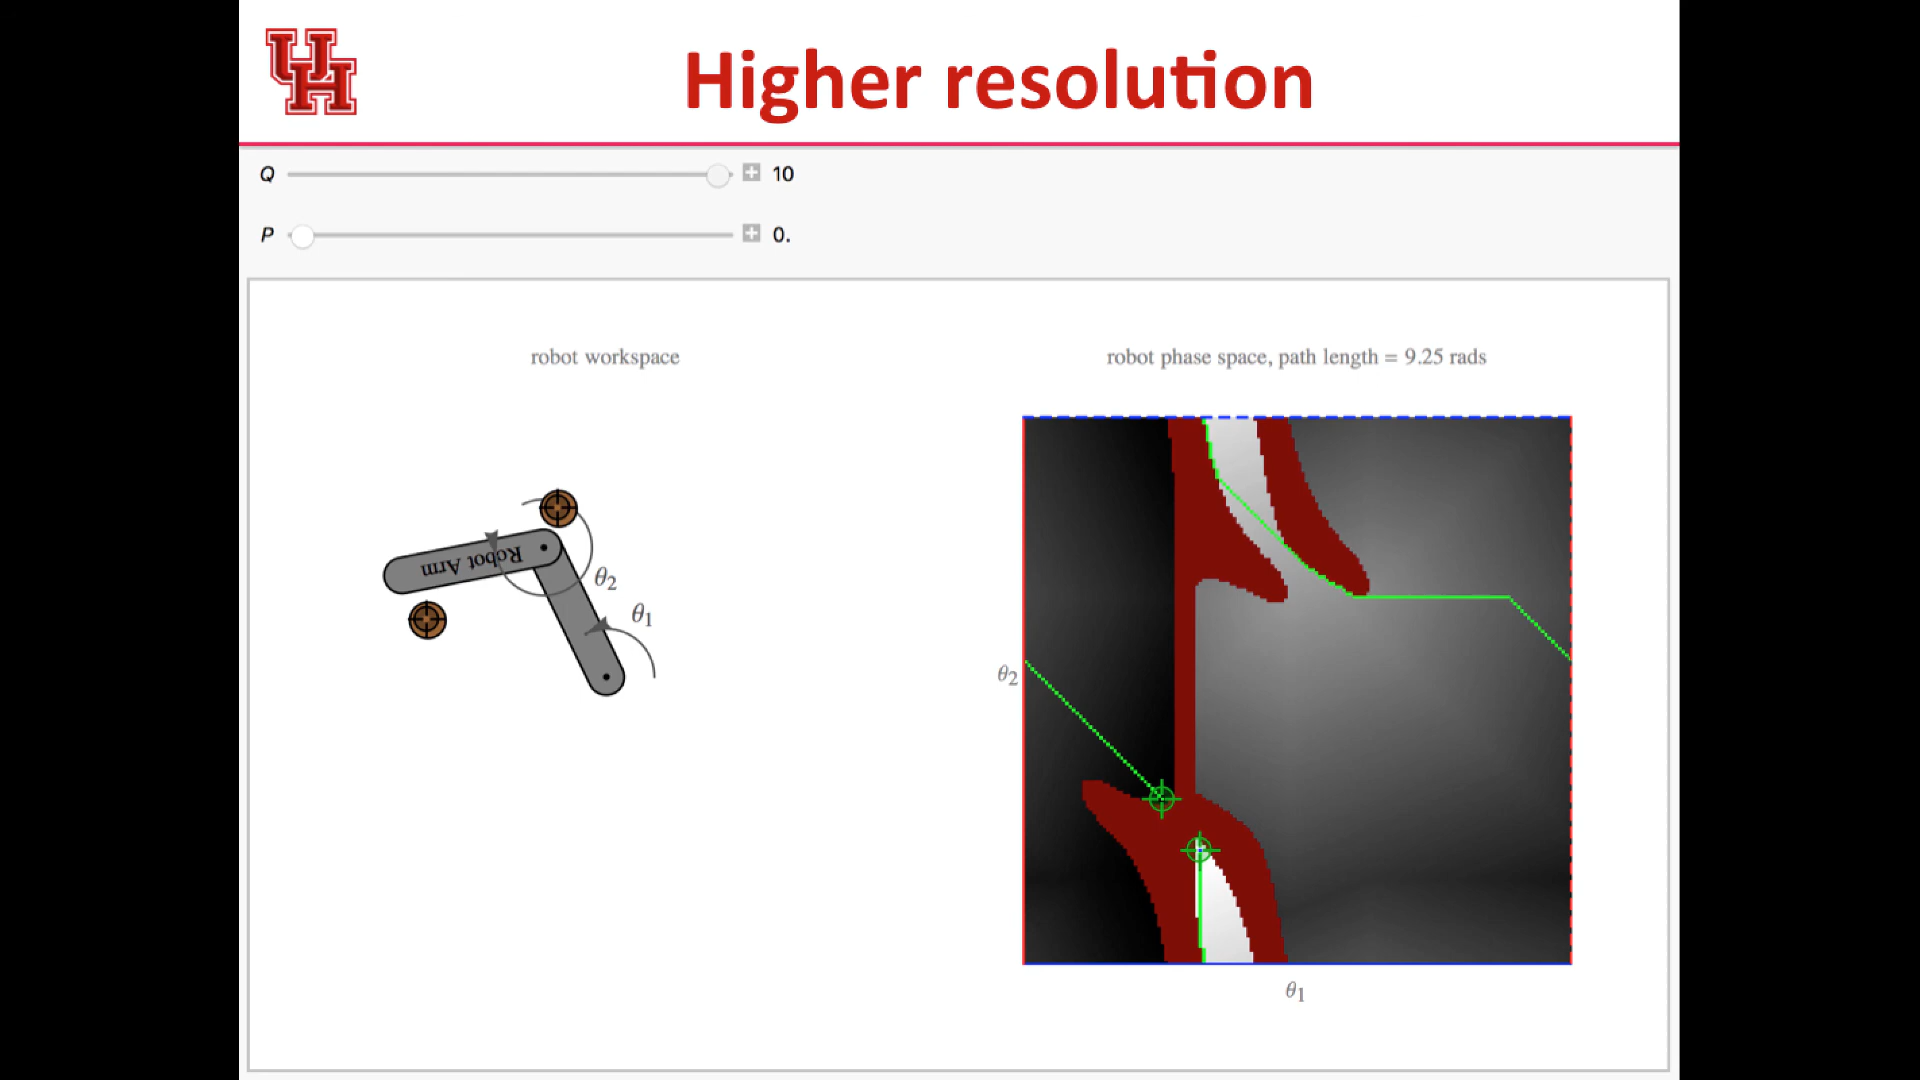 UH
Higher resolution
Q 10
P 0.
robot workspace
robot phase space, path length = 9.25 rads
Robot Arm
θ2
θ1
θ2
θ1